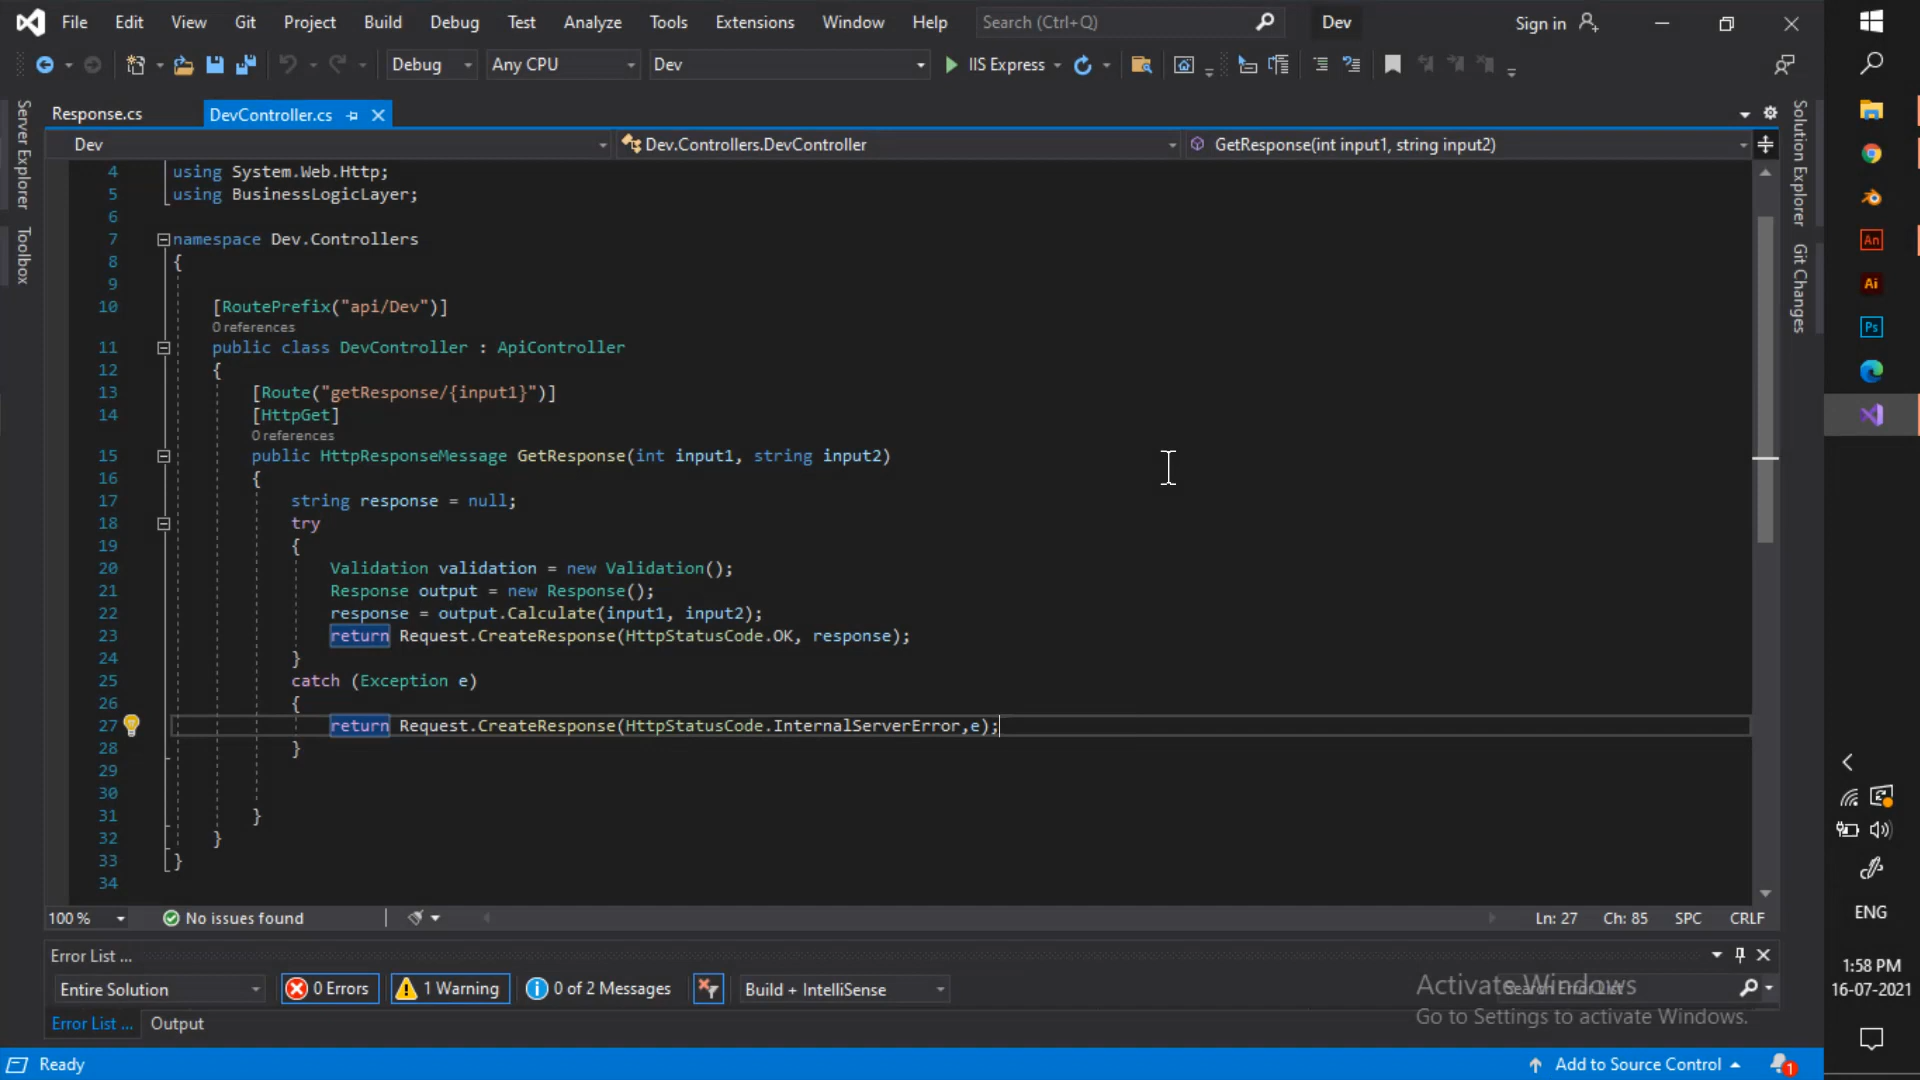 File Edit View Git Project Build Debug Test Analyze Tools Extensions Window Help Search (Ctrl+Q) Dev Sign in
Debug Any CPU Dev IIS Express
Response.cs DevController.cs
Dev Dev.Controllers.DevController GetResponse(int input1, string input2)
Server Explorer
Toolbox
Solution Explorer
Git Changes
4 using System.Web.Http;
5 using BusinessLogicLayer;
6
7 namespace Dev.Controllers
8 {
9
10 [RoutePrefix("api/Dev")]
0 references
11 public class DevController : ApiController
12 {
13 [Route("getResponse/{input1}")]
14 [HttpGet]
0 references
15 public HttpResponseMessage GetResponse(int input1, string input2)
16 {
17 string response = null;
18 try
19 {
20 Validation validation = new Validation();
21 Response output = new Response();
22 response = output.Calculate(input1, input2);
23 return Request.CreateResponse(HttpStatusCode.OK, response);
24 }
25 catch (Exception e)
26 {
27 return Request.CreateResponse(HttpStatusCode.InternalServerError,e);
28 }
29
30
31 }
32 }
33 }
34
100 % No issues found Ln: 27 Ch: 85 SPC CRLF
Error List ...
Entire Solution 0 Errors 1 Warning 0 of 2 Messages Build + IntelliSense Search Error List
Activate Windows
Go to Settings to activate Windows.
Error List ... Output
Ready Add to Source Control 1
An
Ai
Ps
ENG
1:58 PM
16-07-2021